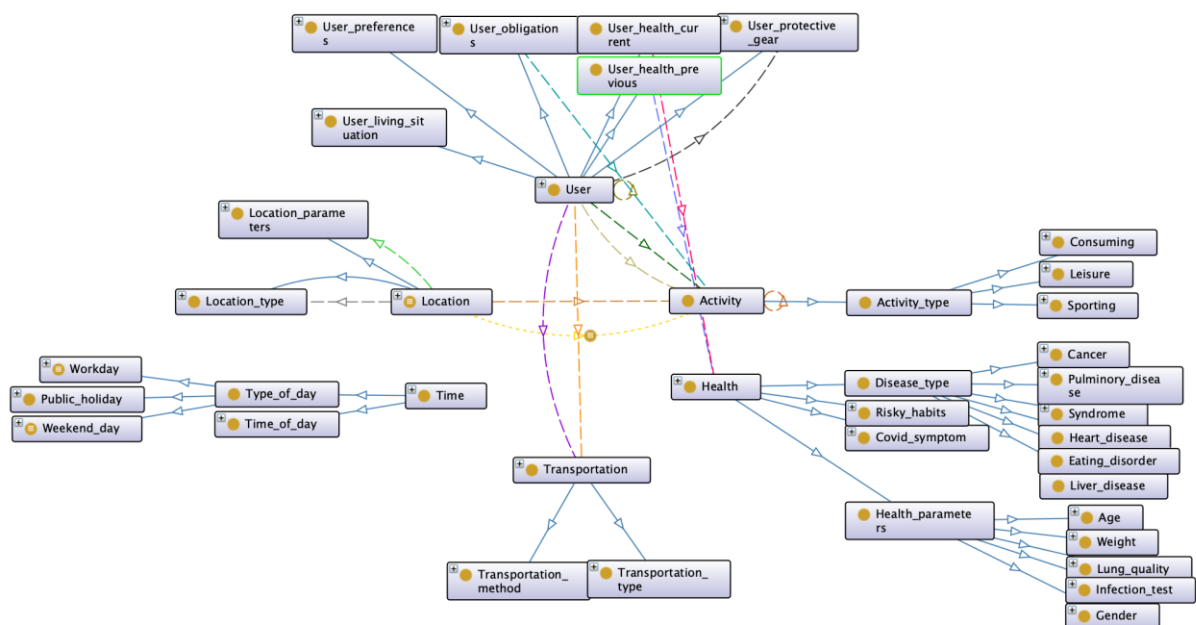 User_preference
s
User_obligation
s
User_health_cur
rent
User_protective
_gear
User_health_pre
vious
User_living_sit
uation
User
Location_parame
ters
Location_type
Location
Activity
Activity_type
Consuming
Leisure
Sporting
Workday
Public_holiday
Weekend_day
Type_of_day
Time
Time_of_day
Health
Disease_type
Risky_habits
Covid_symptom
Cancer
Pulminory_disea
se
Syndrome
Heart_disease
Eating_disorder
Liver_disease
Transportation
Transportation_
method
Transportation_
type
Health_paramete
rs
Age
Weight
Lung_quality
Infection_test
Gender